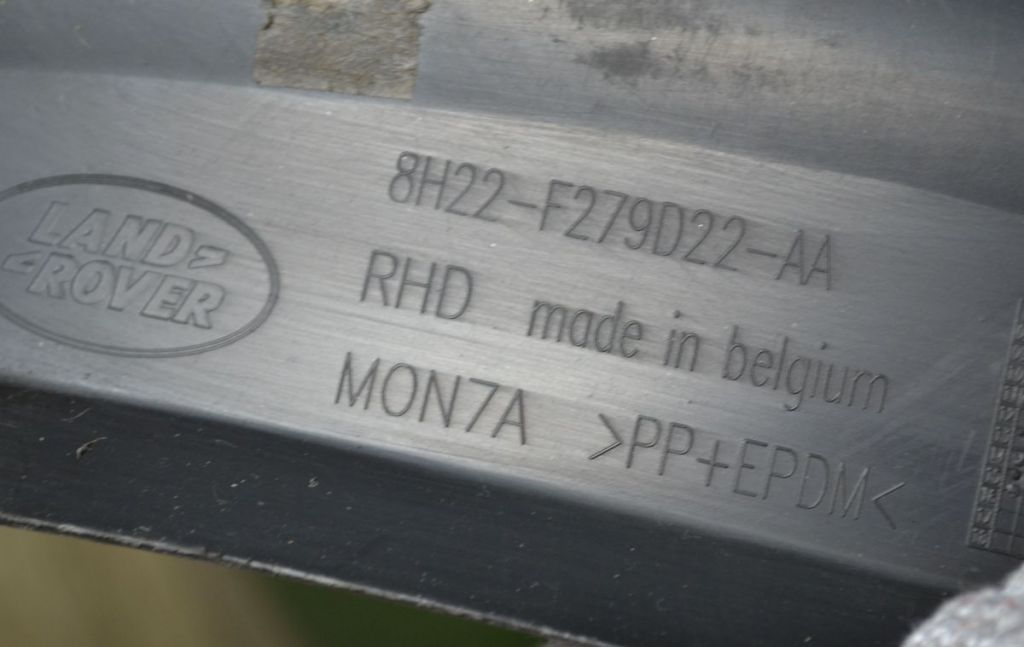 LAND
ROVER
8H22-F279D22-AA
RHD made in belgium
MON7A >PP+EPDM<